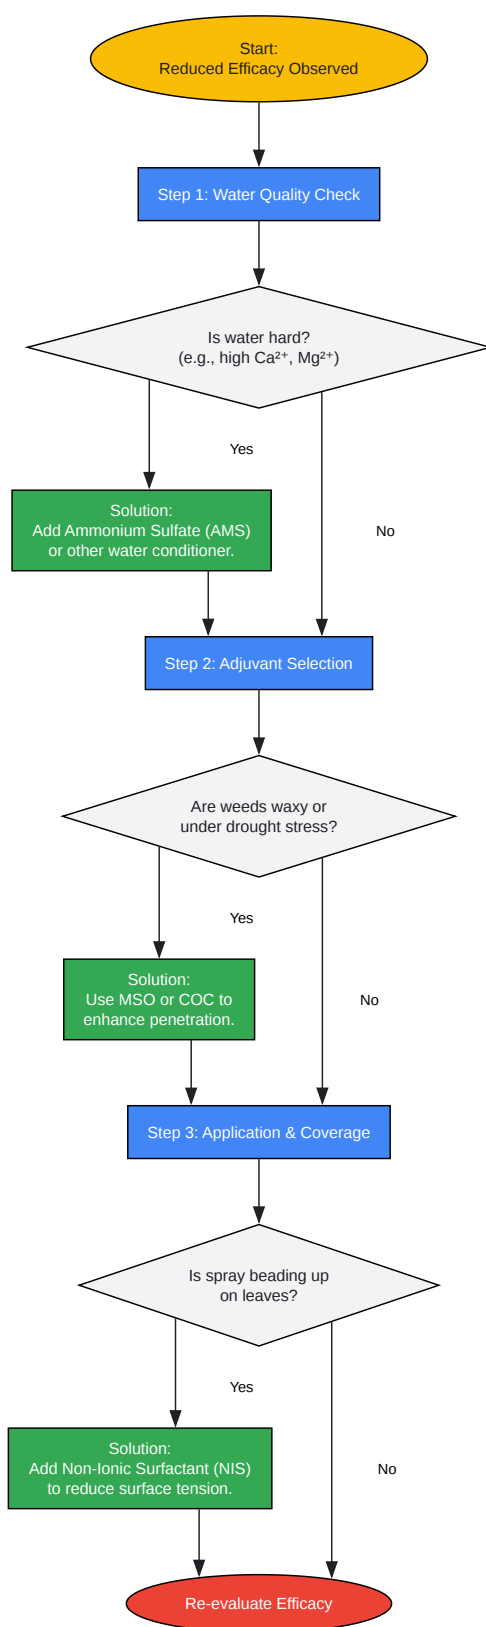 Start:
Reduced Efficacy Observed
Step 1: Water Quality Check
Is water hard?
(e.g., high Ca²⁺, Mg²⁺)
Yes
Solution:
Add Ammonium Sulfate (AMS)
or other water conditioner.
No
Step 2: Adjuvant Selection
Are weeds waxy or
under drought stress?
Yes
Solution:
Use MSO or COC to
enhance penetration.
No
Step 3: Application & Coverage
Is spray beading up
on leaves?
Yes
Solution:
Add Non-Ionic Surfactant (NIS)
to reduce surface tension.
No
Re-evaluate Efficacy